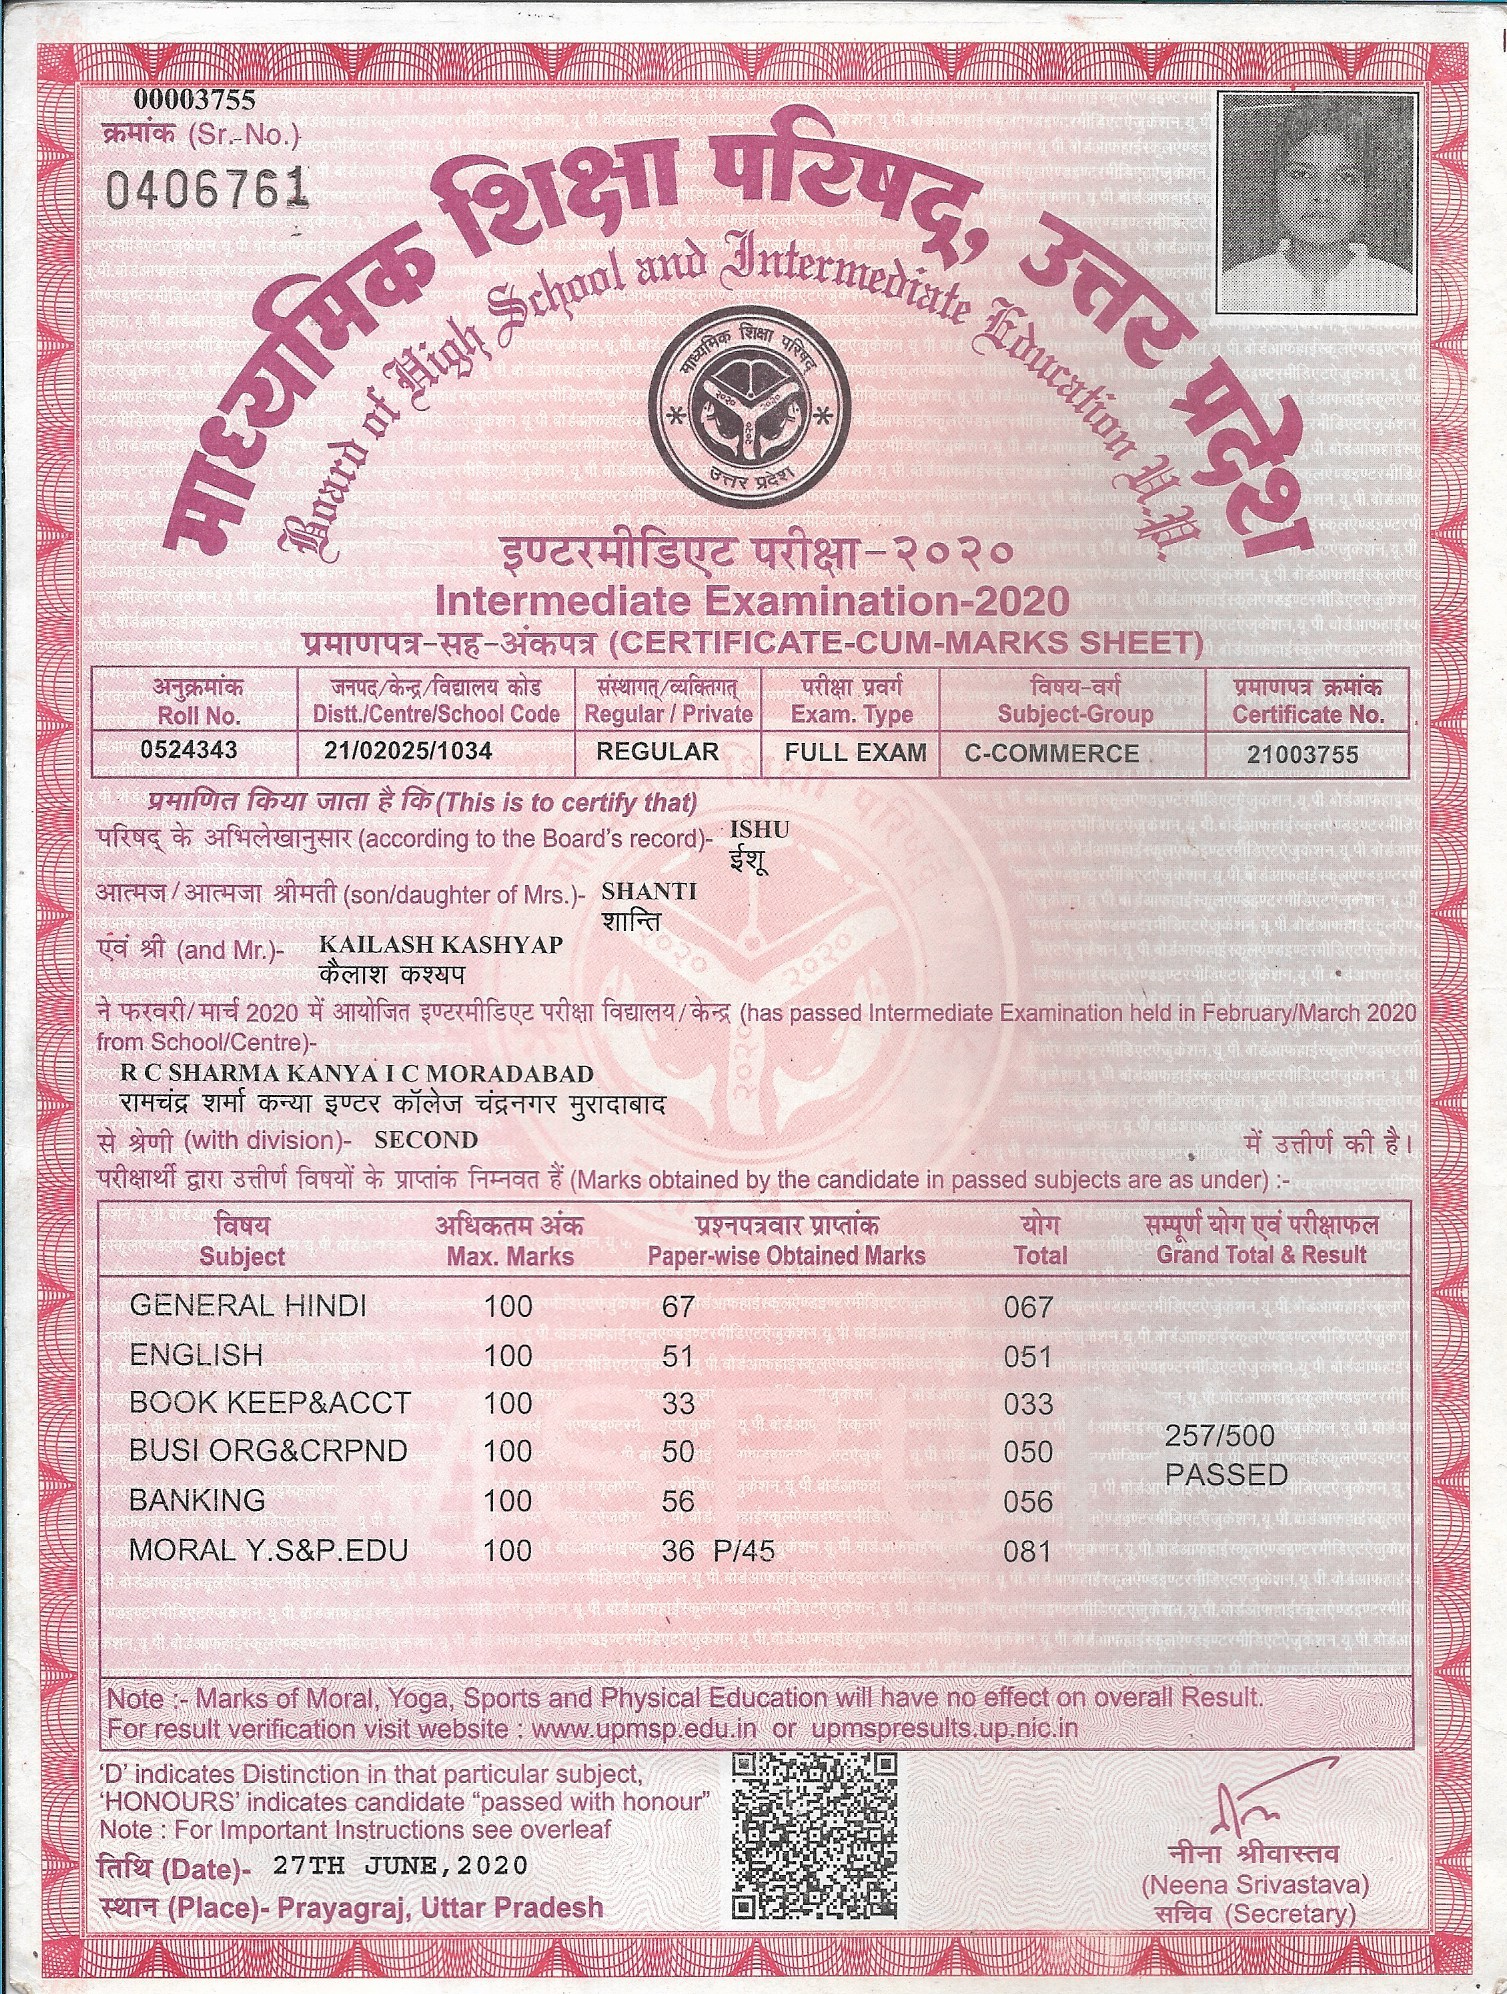 00003755
क्रमांक (Sr.-No.)
0406761
माध्यमिक शिक्षा परिषद्, उत्तर प्रदेश
Board of High School and Intermediate Education U.P.
माध्यमिक शिक्षा परिषद्
२०२० २०२०
२०२०
उत्तर प्रदेश
इण्टरमीडिएट परीक्षा-२०२०
Intermediate Examination-2020
प्रमाणपत्र-सह-अंकपत्र (CERTIFICATE-CUM-MARKS SHEET)
अनुक्रमांक जनपद/केन्द्र/विद्यालय कोड संस्थागत्/व्यक्तिगत् परीक्षा प्रवर्ग विषय-वर्ग प्रमाणपत्र क्रमांक
Roll No. Distt./Centre/School Code Regular / Private Exam. Type Subject-Group Certificate No.
0524343 21/02025/1034 REGULAR FULL EXAM C-COMMERCE 21003755
प्रमाणित किया जाता है कि (This is to certify that)
परिषद् के अभिलेखानुसार (according to the Board's record)- ISHU
ईशू
आत्मज/आत्मजा श्रीमती (son/daughter of Mrs.)- SHANTI
शान्ति
एवं श्री (and Mr.)- KAILASH KASHYAP
कैलाश कश्यप
ने फरवरी/मार्च 2020 में आयोजित इण्टरमीडिएट परीक्षा विद्यालय/केन्द्र (has passed Intermediate Examination held in February/March 2020
from School/Centre)-
R C SHARMA KANYA I C MORADABAD
रामचंद्र शर्मा कन्या इण्टर कॉलेज चंद्रनगर मुरादाबाद
से श्रेणी (with division)- SECOND में उत्तीर्ण की है।
परीक्षार्थी द्वारा उत्तीर्ण विषयों के प्राप्तांक निम्नवत हैं (Marks obtained by the candidate in passed subjects are as under) :-
विषय अधिकतम अंक प्रश्नपत्रवार प्राप्तांक योग सम्पूर्ण योग एवं परीक्षाफल
Subject Max. Marks Paper-wise Obtained Marks Total Grand Total & Result
GENERAL HINDI 100 67 067
ENGLISH 100 51 051
BOOK KEEP&ACCT 100 33 033
BUSI ORG&CRPND 100 50 050 257/500
PASSED
BANKING 100 56 056
MORAL Y.S&P.EDU 100 36 P/45 081
Note :- Marks of Moral, Yoga, Sports and Physical Education will have no effect on overall Result.
For result verification visit website : www.upmsp.edu.in or upmspresults.up.nic.in
'D' indicates Distinction in that particular subject,
'HONOURS' indicates candidate "passed with honour"
Note : For Important Instructions see overleaf
तिथि (Date)- 27TH JUNE,2020
स्थान (Place)- Prayagraj, Uttar Pradesh
नीना श्रीवास्तव
(Neena Srivastava)
सचिव (Secretary)